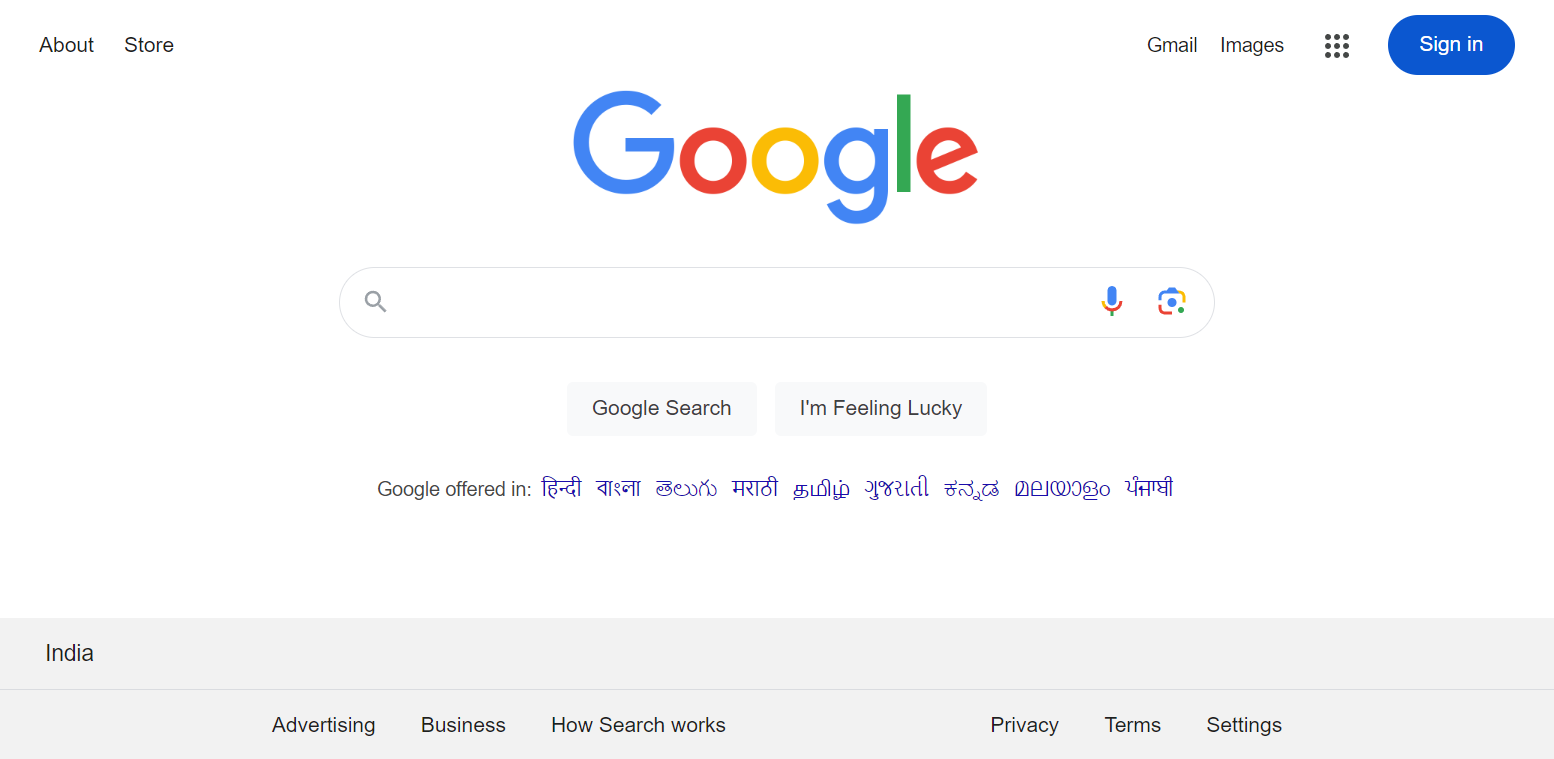 About Store Gmail Images Sign in
Google
Google Search I'm Feeling Lucky
Google offered in: हिन्दी বাংলা తెలుగు मराठी தமிழ் ગુજરાતી ಕನ್ನಡ മലയാളം ਪੰਜਾਬੀ
India
Advertising Business How Search works Privacy Terms Settings